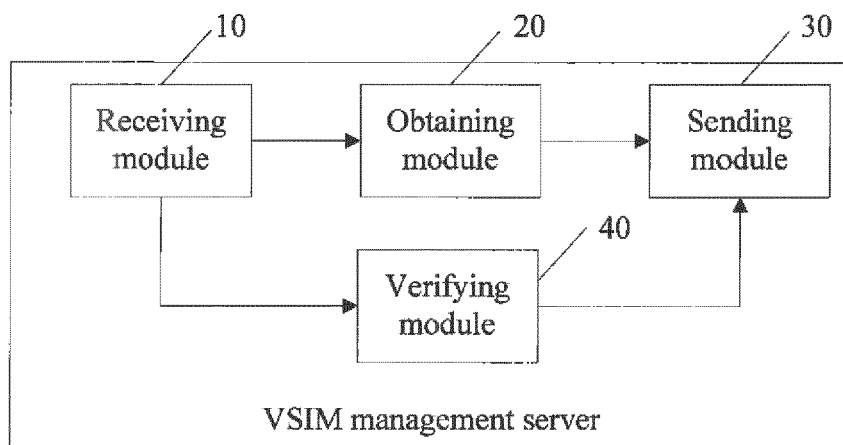 10
20
30
Receiving
module
Obtaining
module
Sending
module
40
Verifying
module
VSIM management server